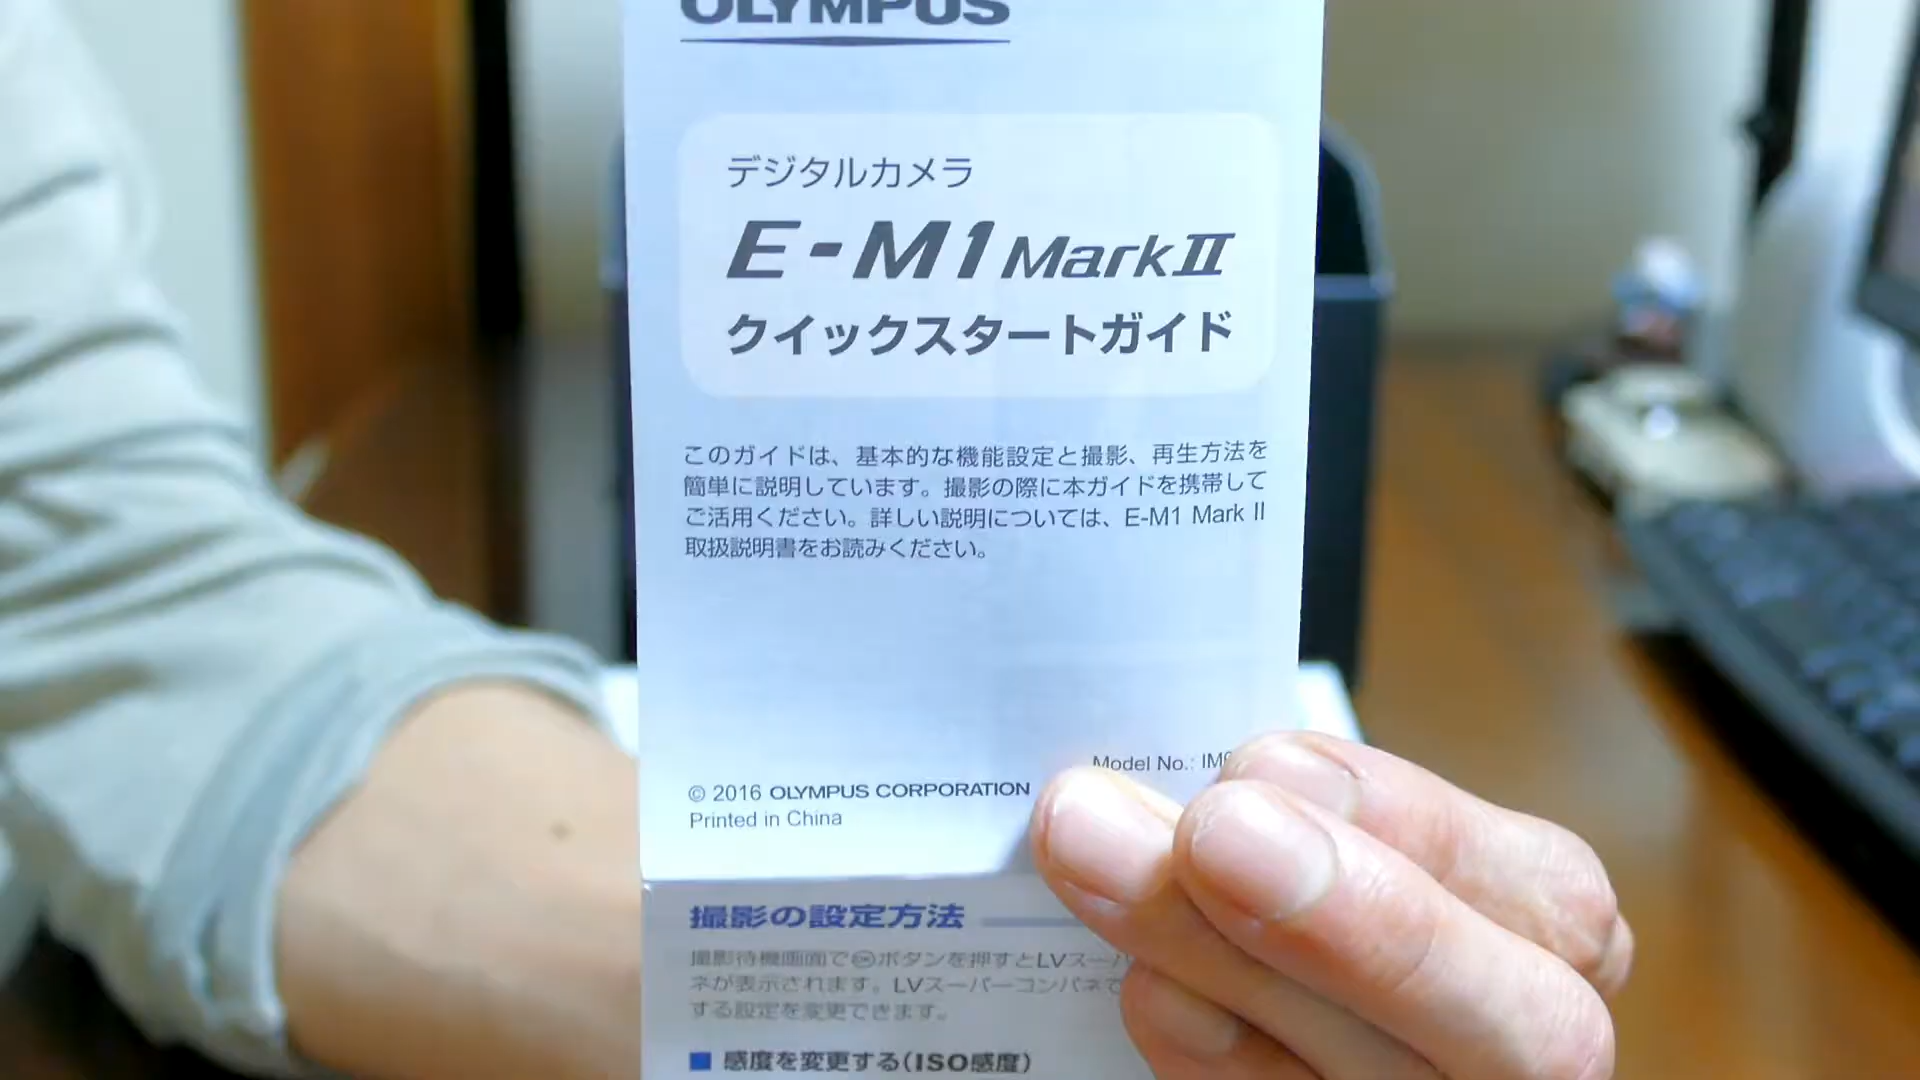 OLYMPUS
デジタルカメラ
E-M1 Mark II
クイックスタートガイド
このガイドは、基本的な機能設定と撮影、再生方法を
簡単に説明しています。撮影の際に本ガイドを携帯して
ご活用ください。詳しい説明については、E-M1 Mark II
取扱説明書をお読みください。
Model No.:
© 2016 OLYMPUS CORPORATION
Printed in China
撮影の設定方法
撮影待機画面でOKボタンを押すとLVスーパ
ネが表示されます。LVスーパーコンパネで
する設定を変更できます。
■ 感度を変更する(ISO感度)